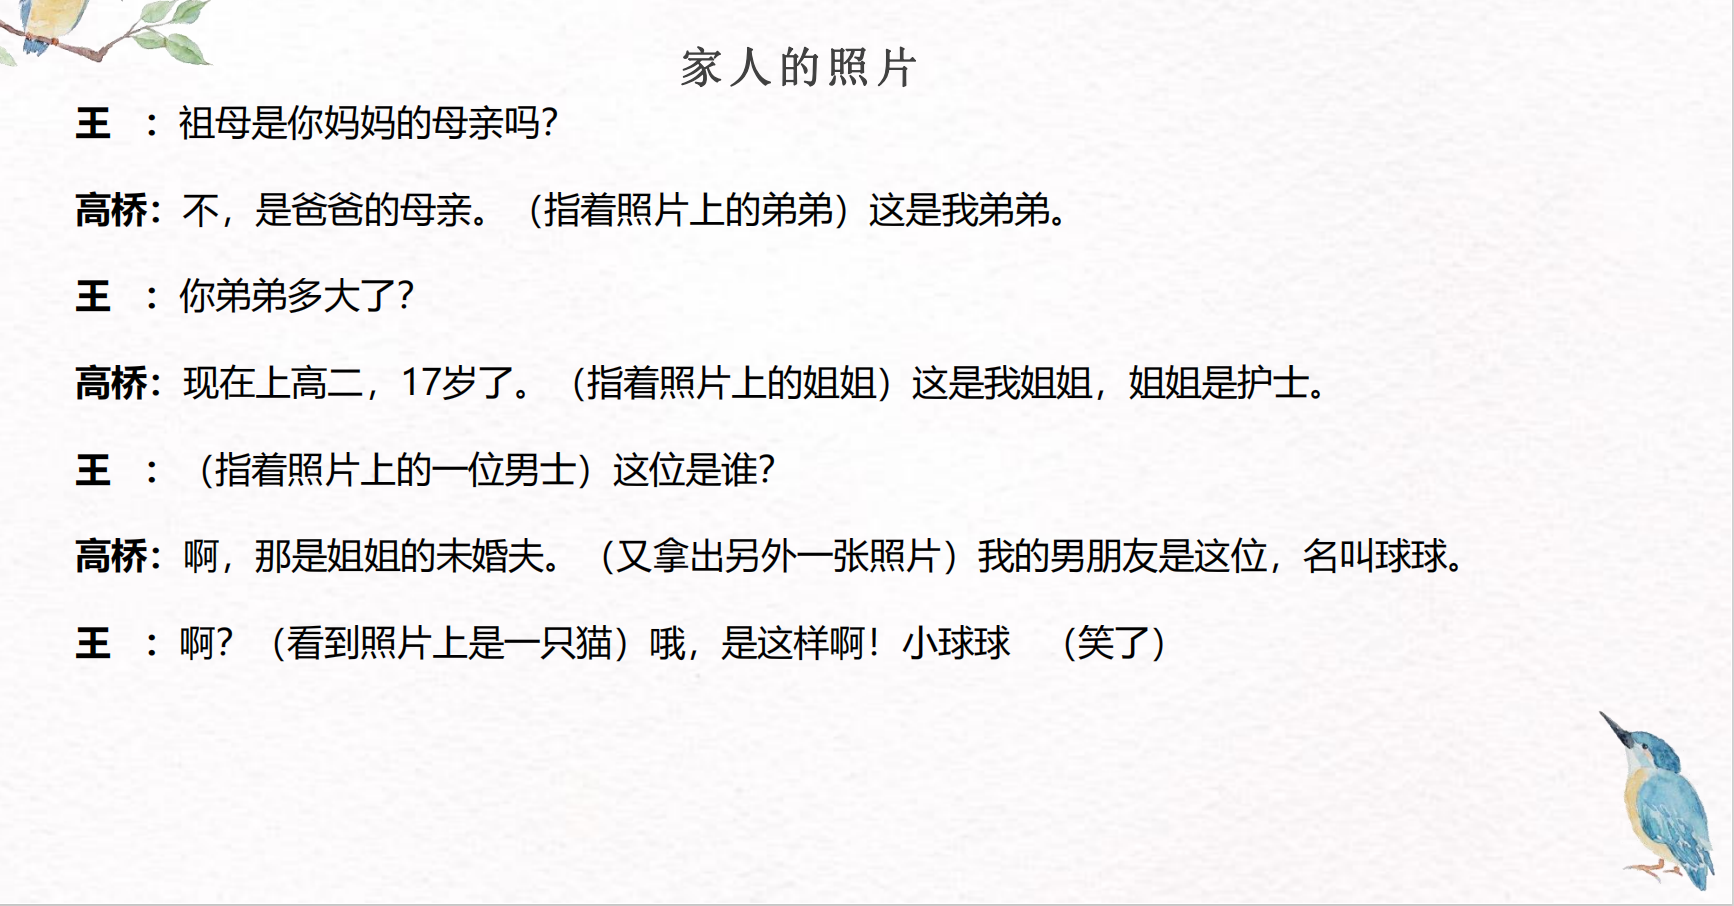 家人的照片
王　：祖母是你妈妈的母亲吗？
高桥：不，是爸爸的母亲。（指着照片上的弟弟）这是我弟弟。
王　：你弟弟多大了？
高桥：现在上高二，17岁了。（指着照片上的姐姐）这是我姐姐，姐姐是护士。
王　：（指着照片上的一位男士）这位是谁？
高桥：啊，那是姐姐的未婚夫。（又拿出另外一张照片）我的男朋友是这位，名叫球球。
王　：啊？（看到照片上是一只猫）哦，是这样啊！小球球　（笑了）